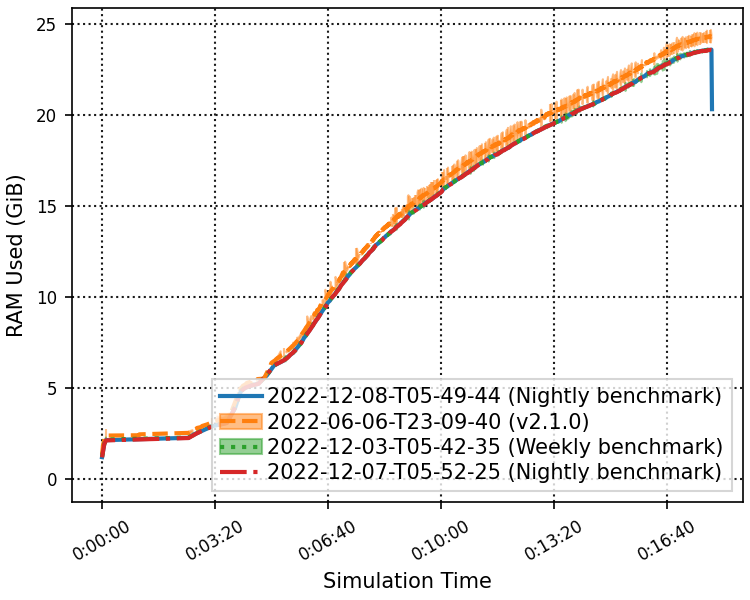 25
20
15
10
5
0
RAM Used (GiB)
2022-12-08-T05-49-44 (Nightly benchmark)
2022-06-06-T23-09-40 (v2.1.0)
2022-12-03-T05-42-35 (Weekly benchmark)
2022-12-07-T05-52-25 (Nightly benchmark)
0:00:00
0:03:20
0:06:40
0:10:00
0:13:20
0:16:40
Simulation Time